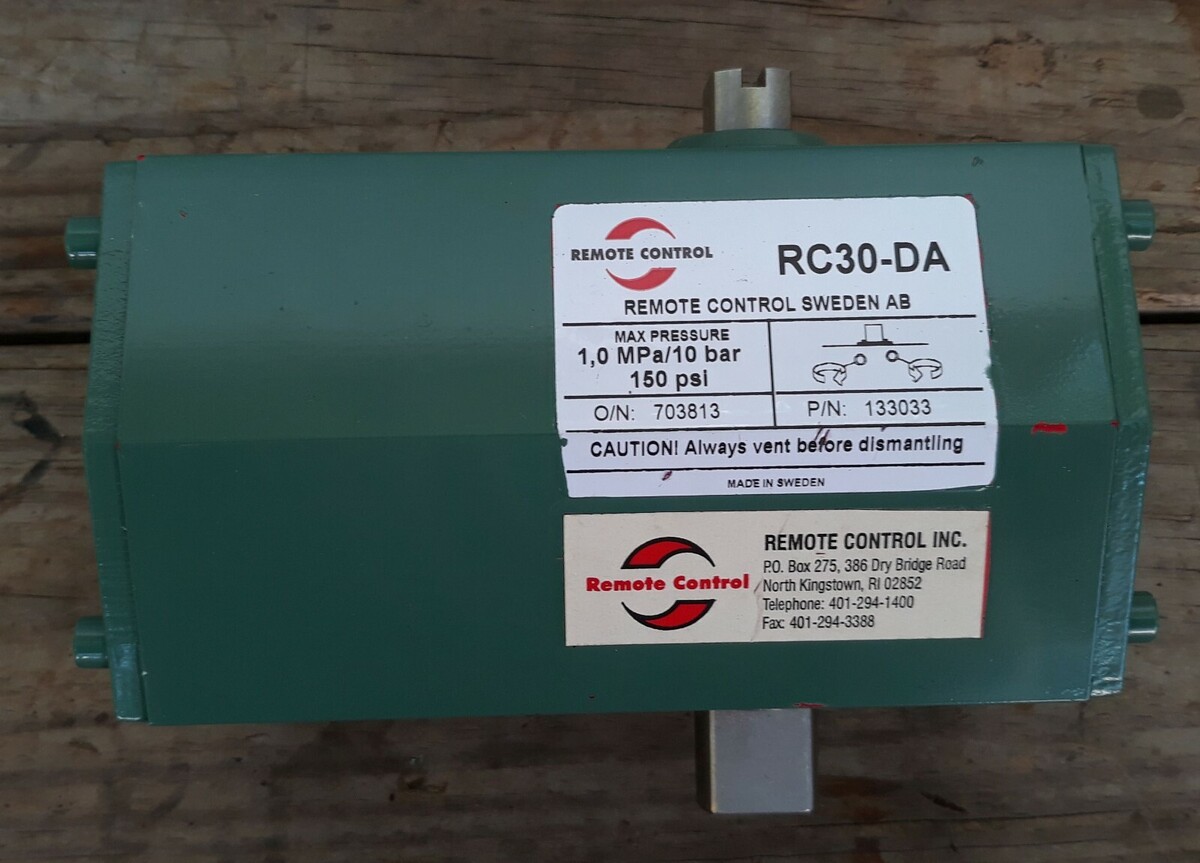 REMOTE CONTROL
RC30-DA
REMOTE CONTROL SWEDEN AB
MAX PRESSURE
1,0 MPa/10 bar
150 psi
O/N: 703813
P/N: 133033
CAUTION! Always vent before dismantling
MADE IN SWEDEN
Remote Control
REMOTE CONTROL INC.
P.O. Box 275, 386 Dry Bridge Road
North Kingstown, RI 02852
Telephone: 401-294-1400
Fax: 401-294-3388